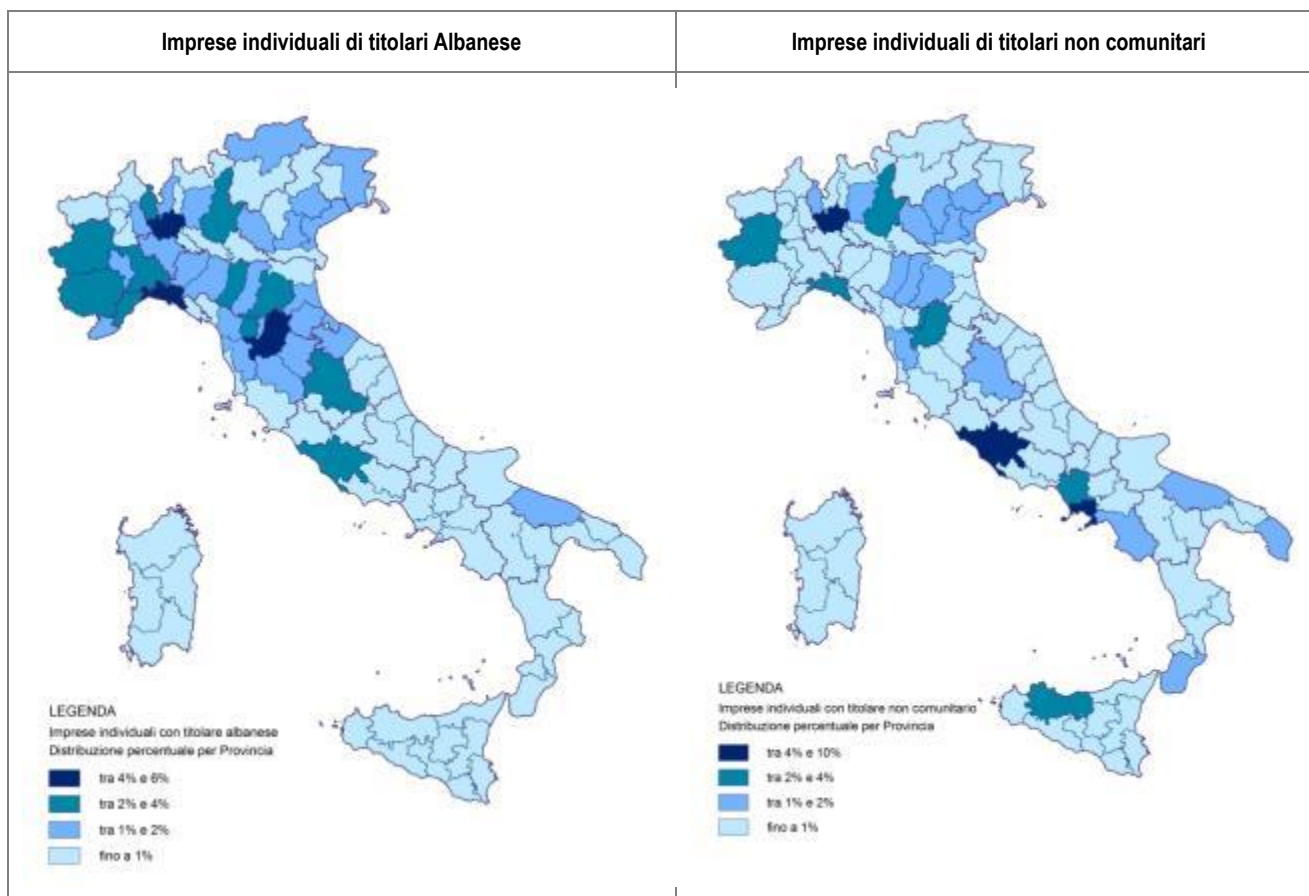 Imprese individuali di titolari Albanese
Imprese individuali di titolari non comunitari
LEGENDA
Imprese individuali con titolare albanese
Distribuzione percentuale per Provincia
tra 4% e 6%
tra 2% e 4%
tra 1% e 2%
fino a 1%
LEGENDA
Imprese individuali con titolare non comunitario
Distribuzione percentuale per Provincia
tra 4% e 10%
tra 2% e 4%
tra 1% e 2%
fino a 1%